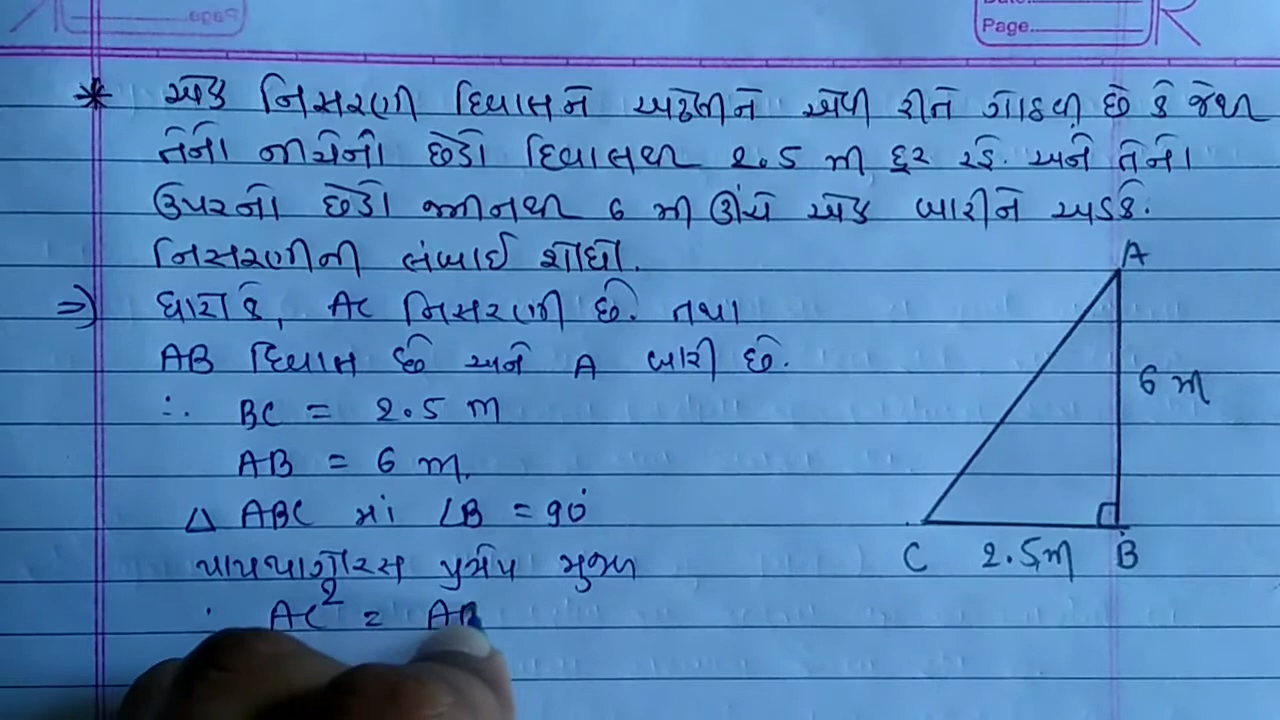 Page
* એક નિસરણી દિવાલને અઢેલીને એવી રીતે ગોઠવી છે કે જેથી
તેનો નીચેનો છેડો દિવાલથી 2.5 મી દુર રહે. અને તેનો
ઉપરનો છેડો જમીનથી 6 મી ઊંચે એક બારીને અડકે.
નિસરણીની લંબાઈ શોધો.
⇒ ધારો કે, AC નિસરણી છે. તથા
AB દિવાલ છે અને A બારી છે.
∴ BC = 2.5 મી
AB = 6 મી.
△ ABC માં ∠B = 90°
પાયથાગોરસ પ્રમેય મુજબ
AC² = AB
A
6 મી
C 2.5મી B